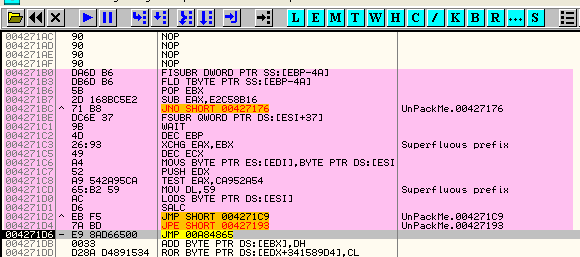 L E M T W H C / K B R ... S
004271AC 90 NOP
004271AD 90 NOP
004271AE 90 NOP
004271AF 90 NOP
004271B0 DA6D B6 FISUBR DWORD PTR SS:[EBP-4A]
004271B3 DB6D B6 FLD TBYTE PTR SS:[EBP-4A]
004271B6 5B POP EBX
004271B7 2D 168BC5E2 SUB EAX,E2C58B16
004271BC ^ 71 B8 JNO SHORT 00427176 UnPackMe.00427176
004271BE DC6E 37 FSUBR QWORD PTR DS:[ESI+37]
004271C1 9B WAIT
004271C2 4D DEC EBP
004271C3 26:93 XCHG EAX,EBX Superfluous prefix
004271C5 49 DEC ECX
004271C6 A4 MOVS BYTE PTR ES:[EDI],BYTE PTR DS:[ESI
004271C7 52 PUSH EDX
004271C8 A9 542A95CA TEST EAX,CA952A54
004271CD 65:B2 59 MOV DL,59 Superfluous prefix
004271D0 AC LODS BYTE PTR DS:[ESI]
004271D1 D6 SALC
004271D2 ^ EB F5 JMP SHORT 004271C9 UnPackMe.004271C9
004271D4 ^ 7A BD JPE SHORT 00427193 UnPackMe.00427193
004271D6 - E9 8AD66500 JMP 00A84865
004271DB 0033 ADD BYTE PTR DS:[EBX],DH
004271DD D28A D4891534 ROR BYTE PTR DS:[EDX+341589D4],CL